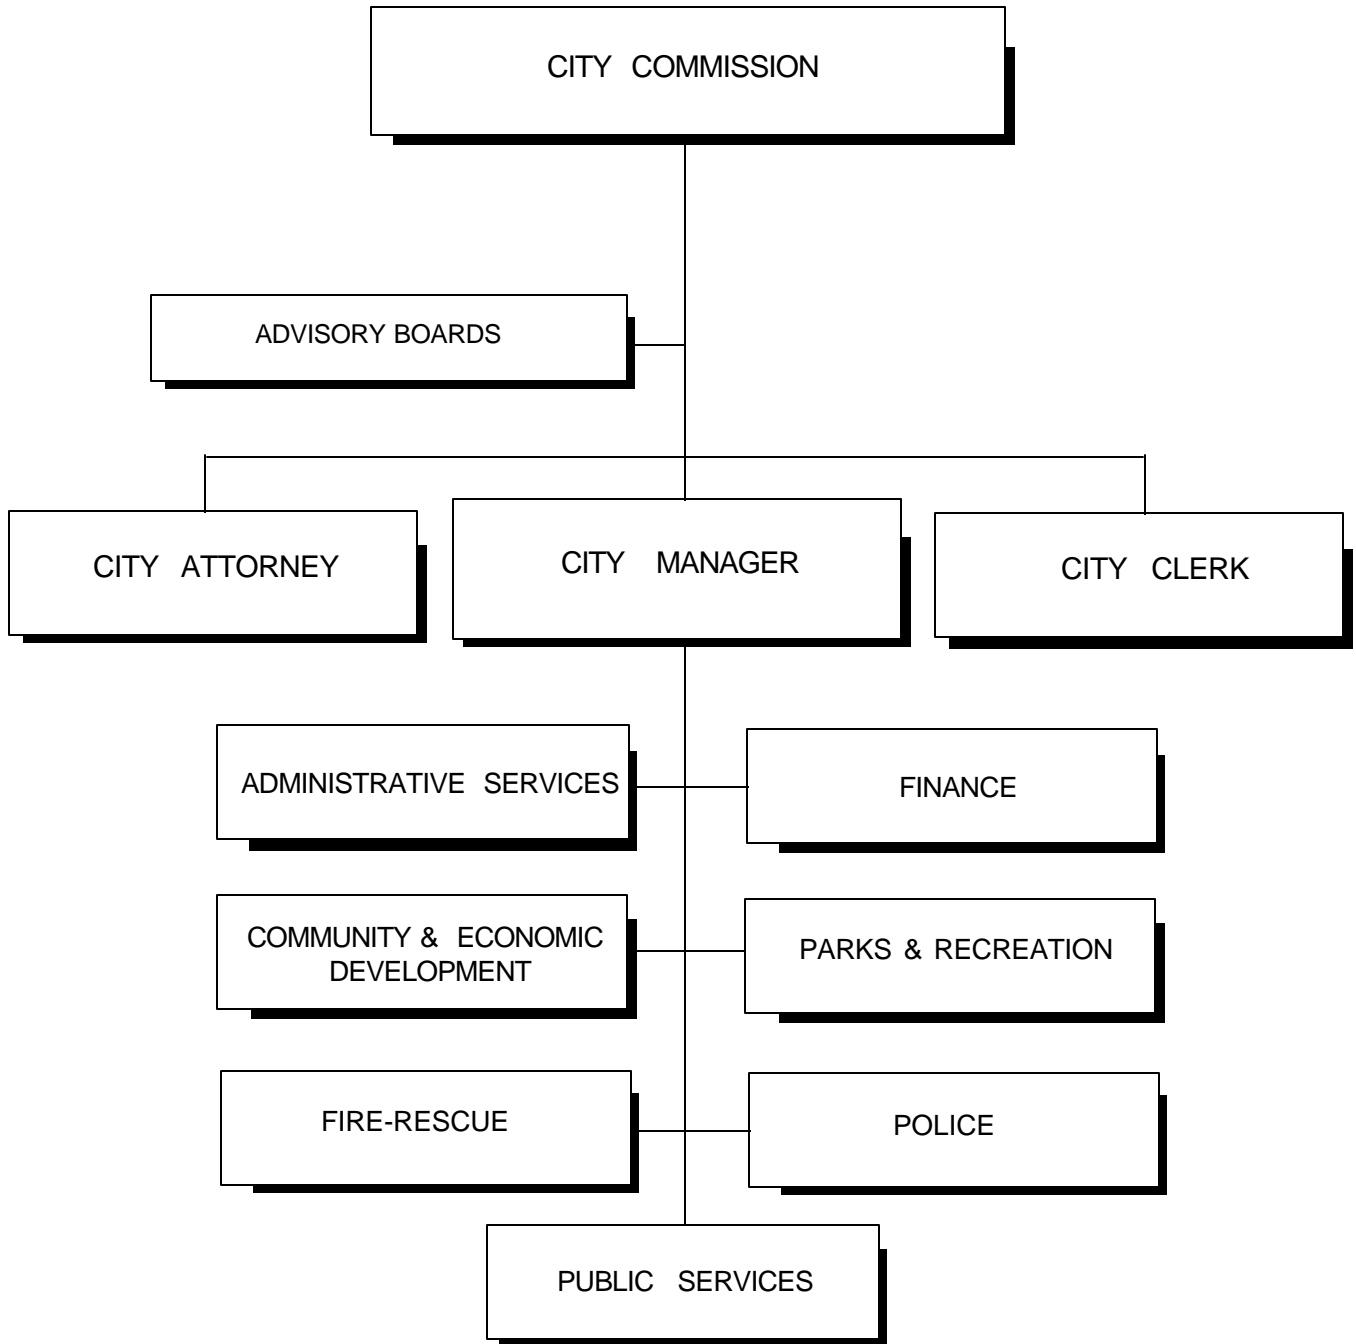 CITY COMMISSION
ADVISORY BOARDS
CITY ATTORNEY
CITY MANAGER
CITY CLERK
ADMINISTRATIVE SERVICES
FINANCE
COMMUNITY & ECONOMIC
DEVELOPMENT
PARKS & RECREATION
FIRE-RESCUE
POLICE
PUBLIC SERVICES